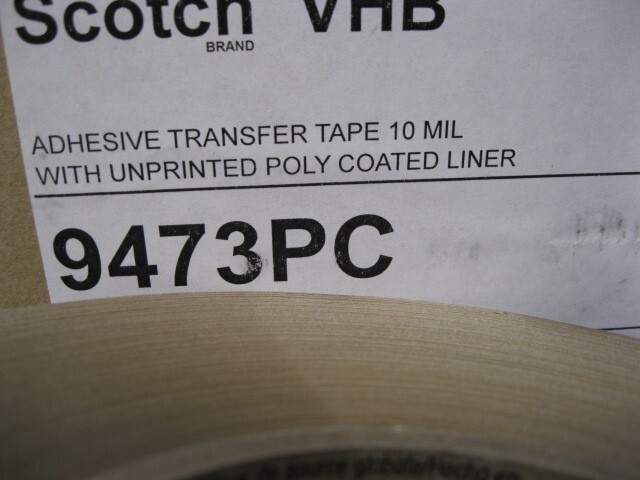 Scotch VHB
BRAND
ADHESIVE TRANSFER TAPE 10 MIL
WITH UNPRINTED POLY COATED LINER
9473PC